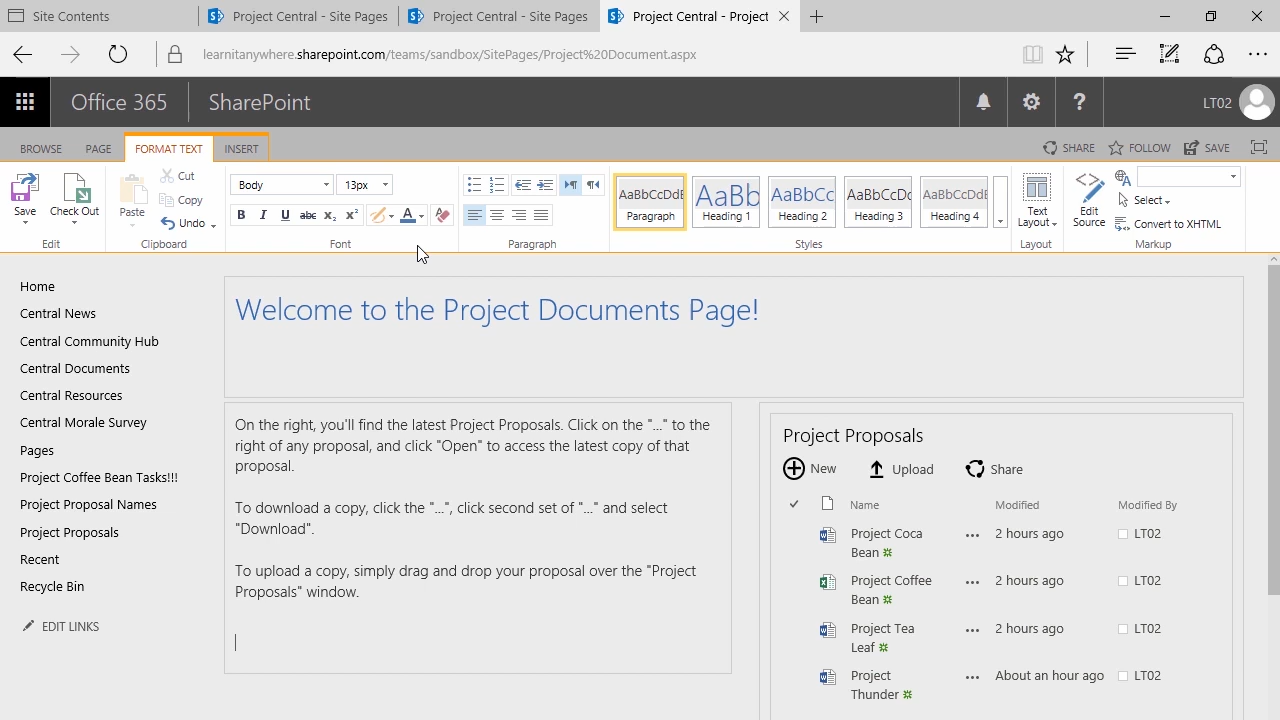 Site Contents
Project Central - Site Pages
Project Central - Site Pages
Project Central - Project
learnitanywhere.sharepoint.com/teams/sandbox/SitePages/Project%20Document.aspx
Office 365
SharePoint
?
LT02
BROWSE
PAGE
FORMAT TEXT
INSERT
SHARE
FOLLOW
SAVE
Save
Check Out
Edit
Paste
Cut
Copy
Undo
Clipboard
Body
13px
B I U abc x₂ x²
A
Font
Paragraph
AaBbCcDdE
Paragraph
AaBb
Heading 1
AaBbCc
Heading 2
AaBbCcDc
Heading 3
AaBbCcDdE
Heading 4
Styles
Text
Layout
Layout
Edit
Source
Select
Convert to XHTML
Markup
Home
Central News
Central Community Hub
Central Documents
Central Resources
Central Morale Survey
Pages
Project Coffee Bean Tasks!!!
Project Proposal Names
Project Proposals
Recent
Recycle Bin
EDIT LINKS
Welcome to the Project Documents Page!
On the right, you'll find the latest Project Proposals. Click on the "..." to the
right of any proposal, and click "Open" to access the latest copy of that
proposal.
To download a copy, click the "...", click second set of "..." and select
"Download".
To upload a copy, simply drag and drop your proposal over the "Project
Proposals" window.
Project Proposals
New
Upload
Share
Name
Modified
Modified By
Project Coca
Bean
2 hours ago
LT02
Project Coffee
Bean
2 hours ago
LT02
Project Tea
Leaf
2 hours ago
LT02
Project
Thunder
About an hour ago
LT02